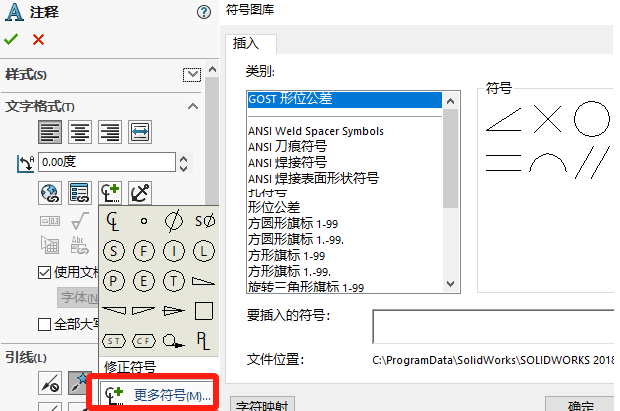 注释
样式(S)
文字格式(T)
0.00度
使用文档
字体(N)
全部大写
引线(L)
S
F
I
L
P
E
T
ST
CF
修正符号
更多符号(M)...
符号图库
插入
类别:
GOST 形位公差
ANSI Weld Spacer Symbols
ANSI 刀痕符号
ANSI 焊接符号
ANSI 焊接表面形状符号
孔符号
形位公差
方圆形旗标 1-99
方圆形旗标 1.-99.
方形旗标 1-99
方形旗标 1.-99.
旋转三角形旗标 1-99
符号
要插入的符号:
文件位置:
C:\ProgramData\SolidWorks\SOLIDWORKS 2018
字符映射
确定